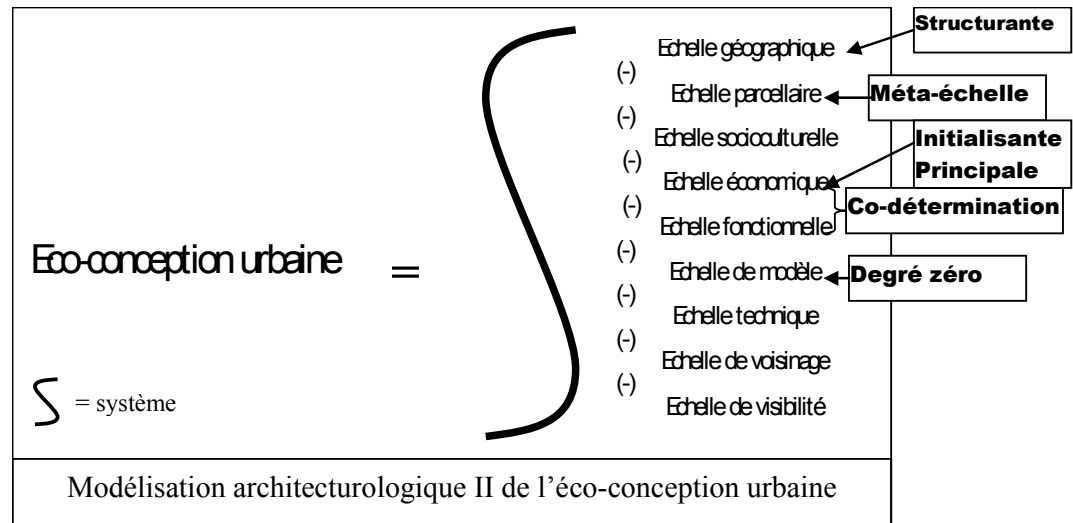 Structurante
Echelle géographique
(-)
Echelle parcellaire
Méta-échelle
(-)
Echelle socioculturelle
Initialisante
Principale
(-)
Echelle économique
(-)
Co-détermination
Echelle fonctionnelle
(-)
Eco-conception urbaine =
Echelle de modèle
Degré zéro
(-)
Echelle technique
(-)
Echelle de voisinage
(-)
= système
Echelle de visibilité
Modélisation architecturologique II de l’éco-conception urbaine